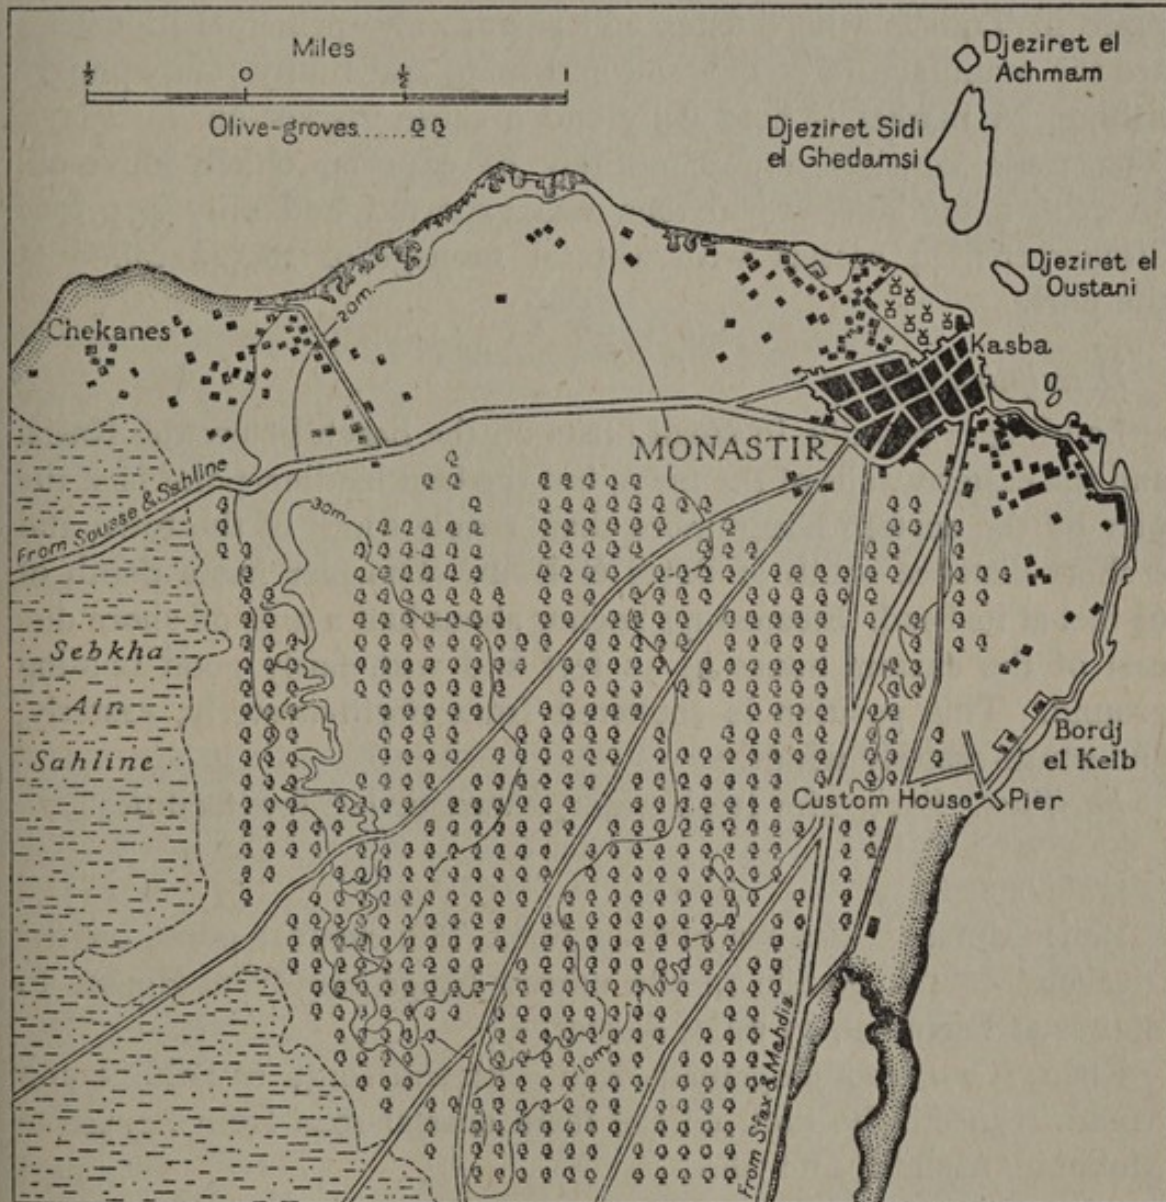 Miles
½ 0 ½ 1
Olive-groves......
Djeziret el
Achmam
Djeziret Sidi
el Ghedamsi
Djeziret el
Oustani
Chekanes
20m.
Kasba
MONASTIR
From Sousse & Sahline
30m.
Sebkha
Ain
Sahline
Bordj
el Kelb
Custom House
Pier
10m.
From Sfax & Mahdia